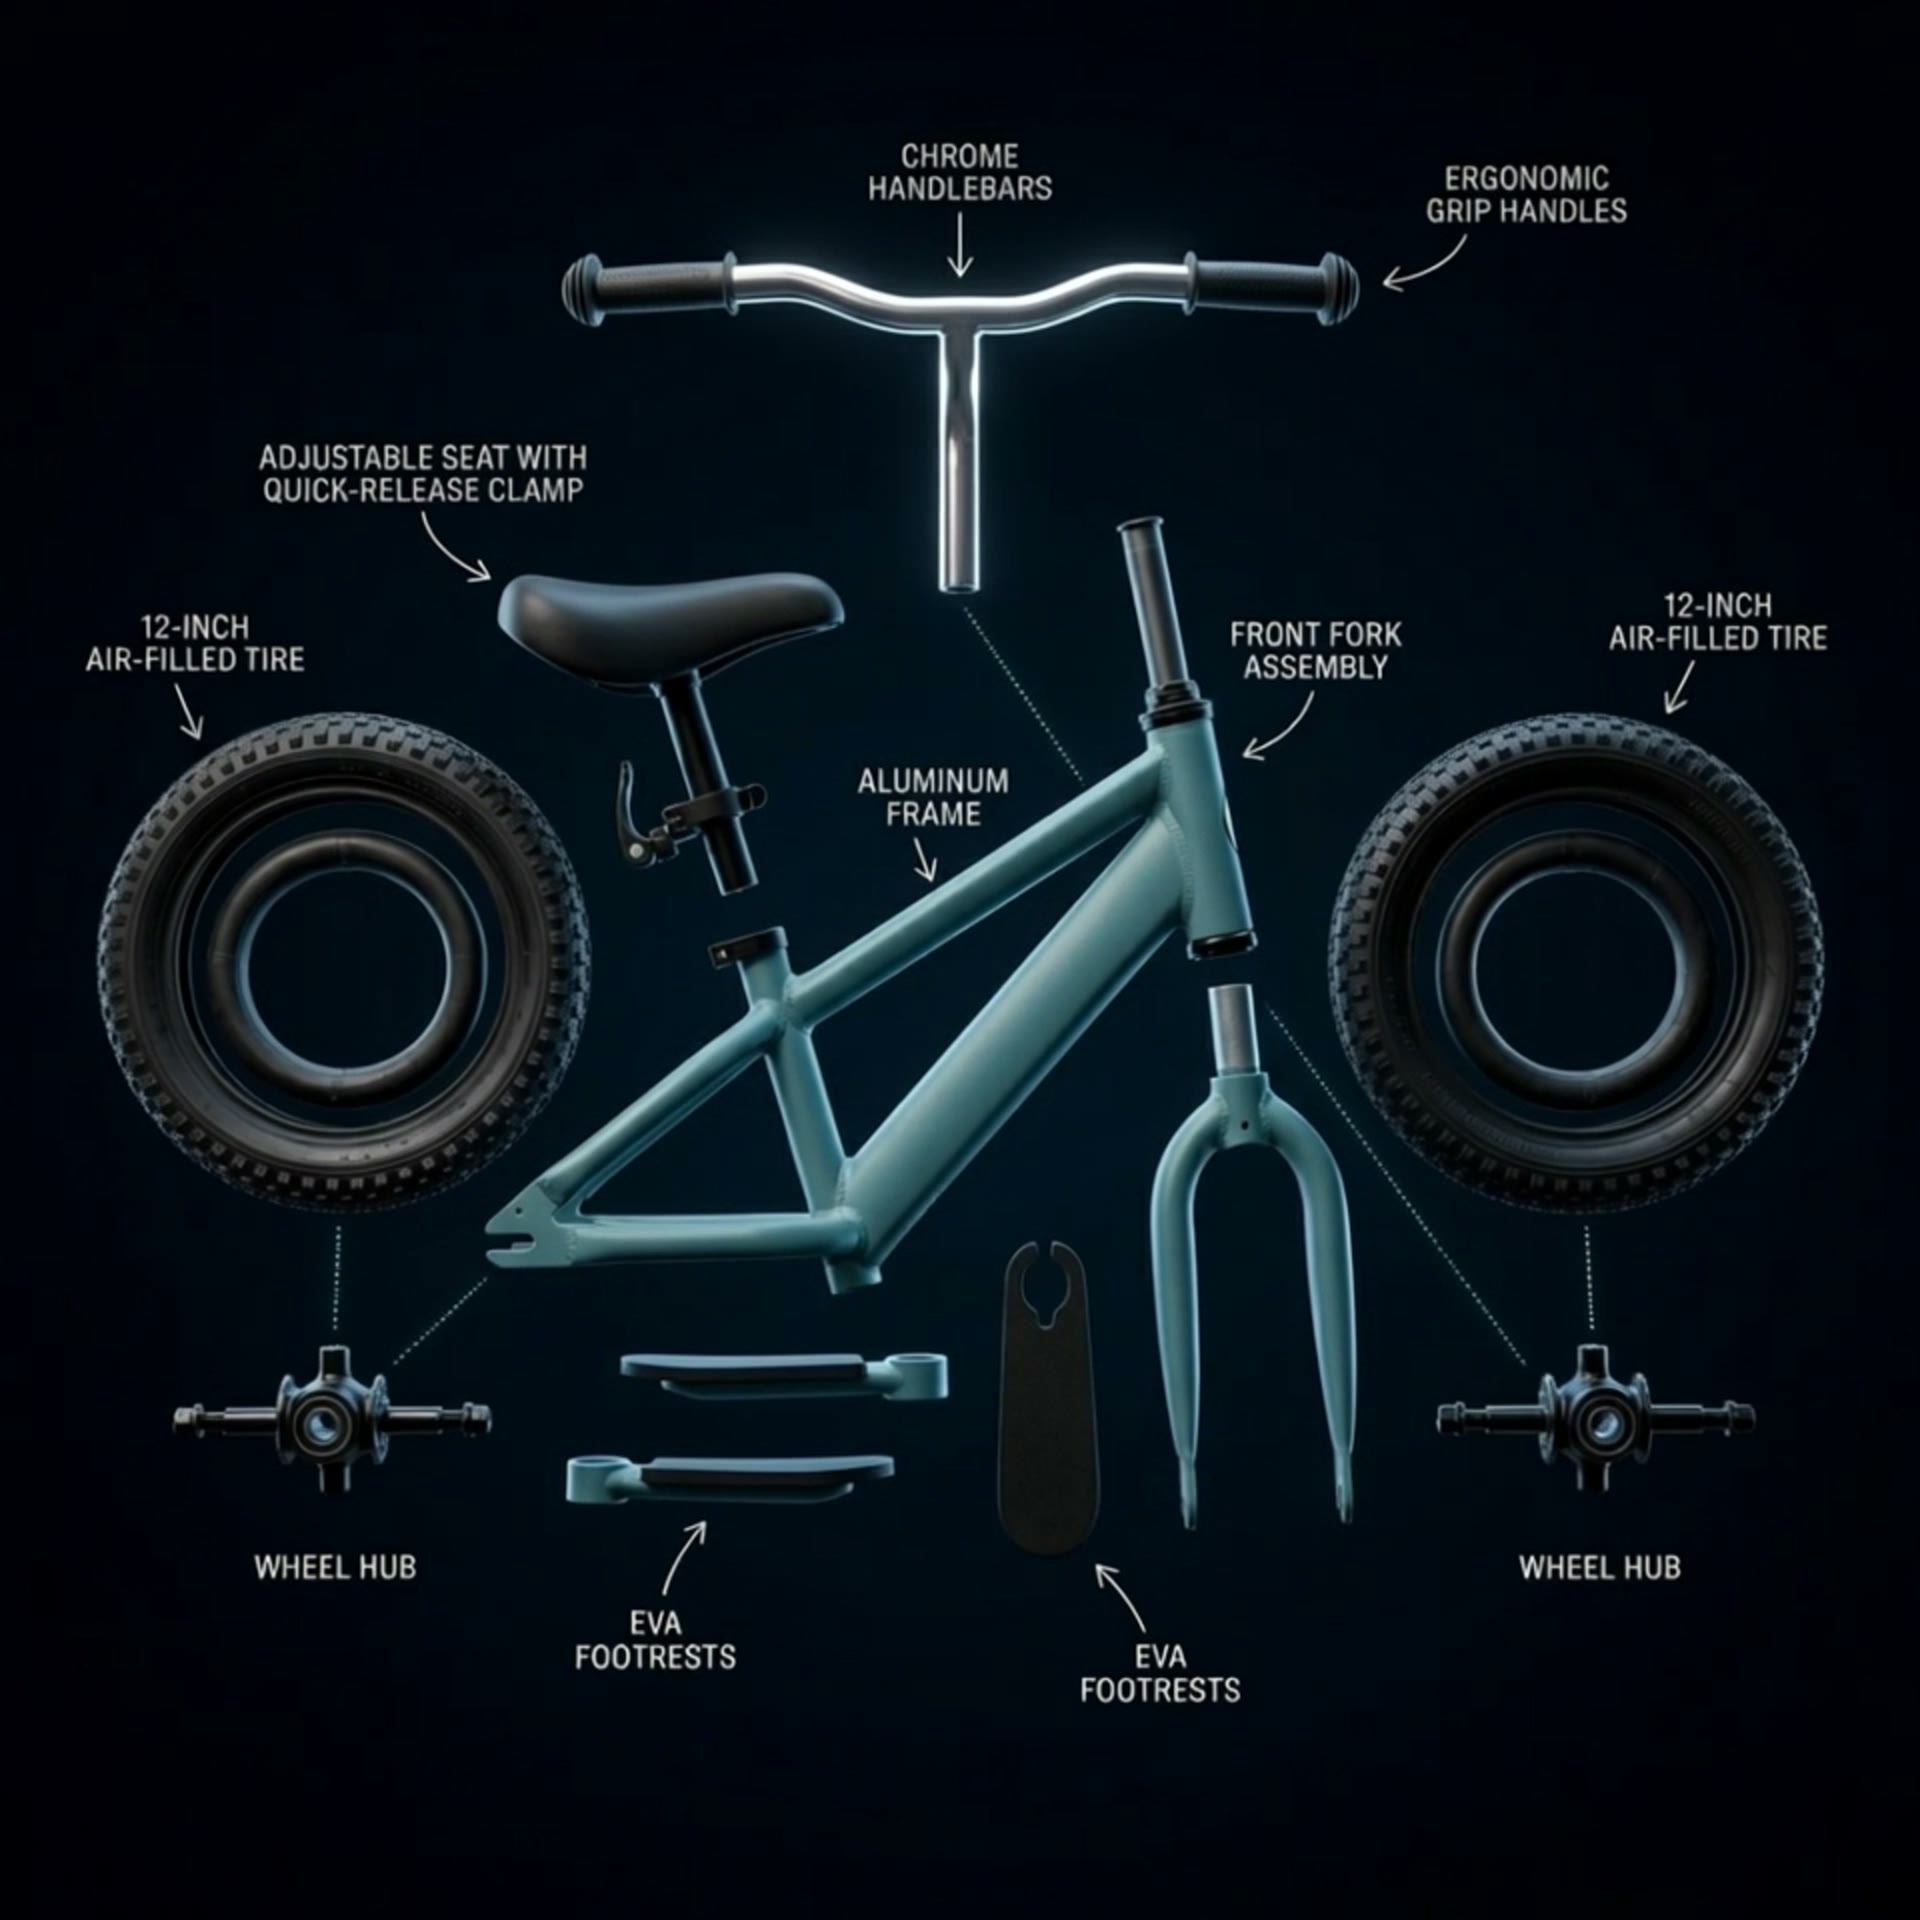 CHROME
HANDLEBARS
ERGONOMIC
GRIP HANDLES
ADJUSTABLE SEAT WITH
QUICK-RELEASE CLAMP
12-INCH
AIR-FILLED TIRE
FRONT FORK
ASSEMBLY
12-INCH
AIR-FILLED TIRE
ALUMINUM
FRAME
WHEEL HUB
EVA
FOOTRESTS
EVA
FOOTRESTS
WHEEL HUB